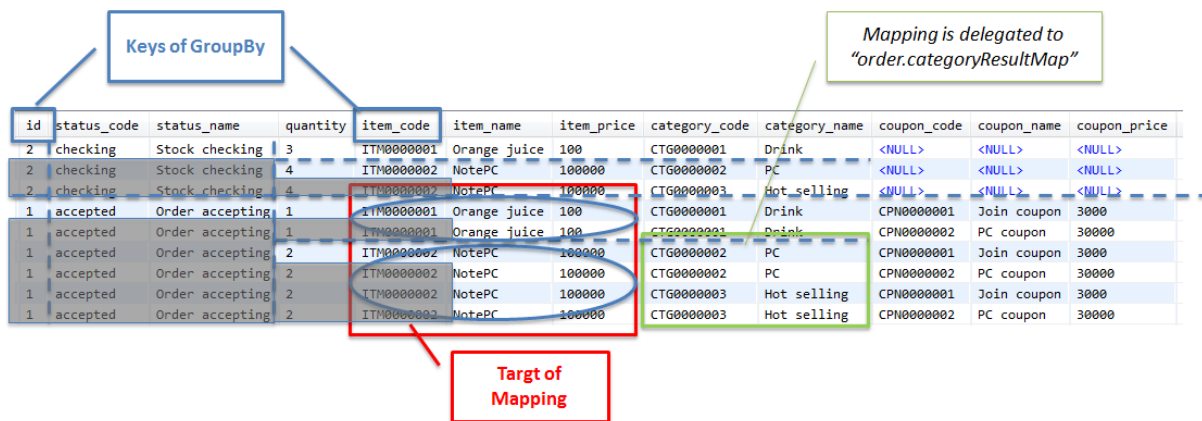 Keys of GroupBy
Mapping is delegated to
“order.categoryResultMap”
id status_code status_name quantity item_code item_name item_price category_code category_name coupon_code coupon_name coupon_price
2 checking Stock checking 3 ITM0000001 Orange juice 100 CTG0000001 Drink <NULL> <NULL> <NULL>
2 checking Stock checking 4 ITM0000002 NotePC 100000 CTG0000002 PC <NULL> <NULL> <NULL>
2 checking Stock checking 4 ITM0000002 NotePC 100000 CTG0000003 Hot selling <NULL> <NULL> <NULL>
1 accepted Order accepting 1 ITM0000001 Orange juice 100 CTG0000001 Drink CPN0000001 Join coupon 3000
1 accepted Order accepting 1 ITM0000001 Orange juice 100 CTG0000001 Drink CPN0000002 PC coupon 30000
1 accepted Order accepting 2 ITM0000002 NotePC 100000 CTG0000002 PC CPN0000001 Join coupon 3000
1 accepted Order accepting 2 ITM0000002 NotePC 100000 CTG0000002 PC CPN0000002 PC coupon 30000
1 accepted Order accepting 2 ITM0000002 NotePC 100000 CTG0000003 Hot selling CPN0000001 Join coupon 3000
1 accepted Order accepting 2 ITM0000002 NotePC 100000 CTG0000003 Hot selling CPN0000002 PC coupon 30000
Targt of
Mapping